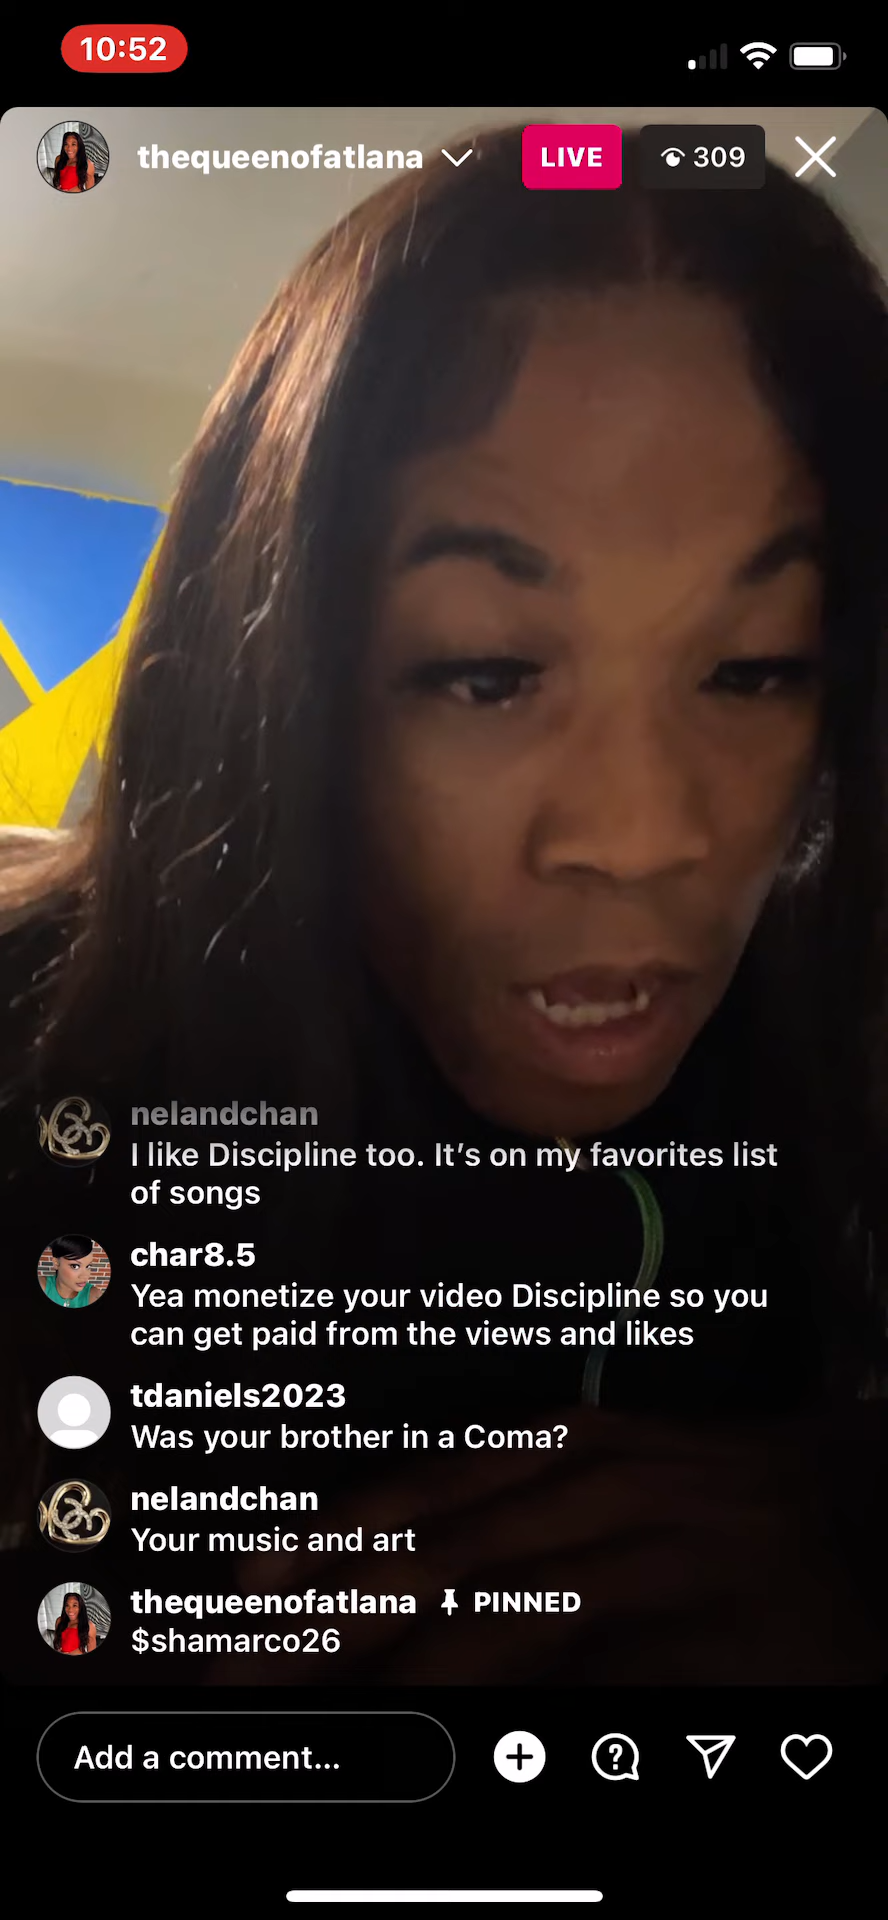 10:52
thequeenofatlana
LIVE
309
nelandchan
I like Discipline too. It’s on my favorites list
of songs
char8.5
Yea monetize your video Discipline so you
can get paid from the views and likes
tdaniels2023
Was your brother in a Coma?
nelandchan
Your music and art
thequeenofatlana PINNED
$shamarco26
Add a comment...